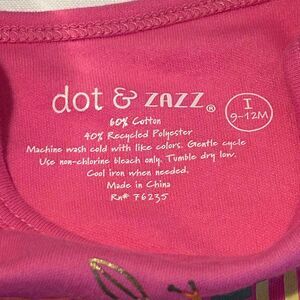 dot & ZAZZ®
I
9-12M
60% Cotton
40% Recycled Polyester
Machine wash cold with like colors. Gentle cycle
Use non-chlorine bleach only. Tumble dry low.
Cool iron when needed.
Made in China
Rn# 76235